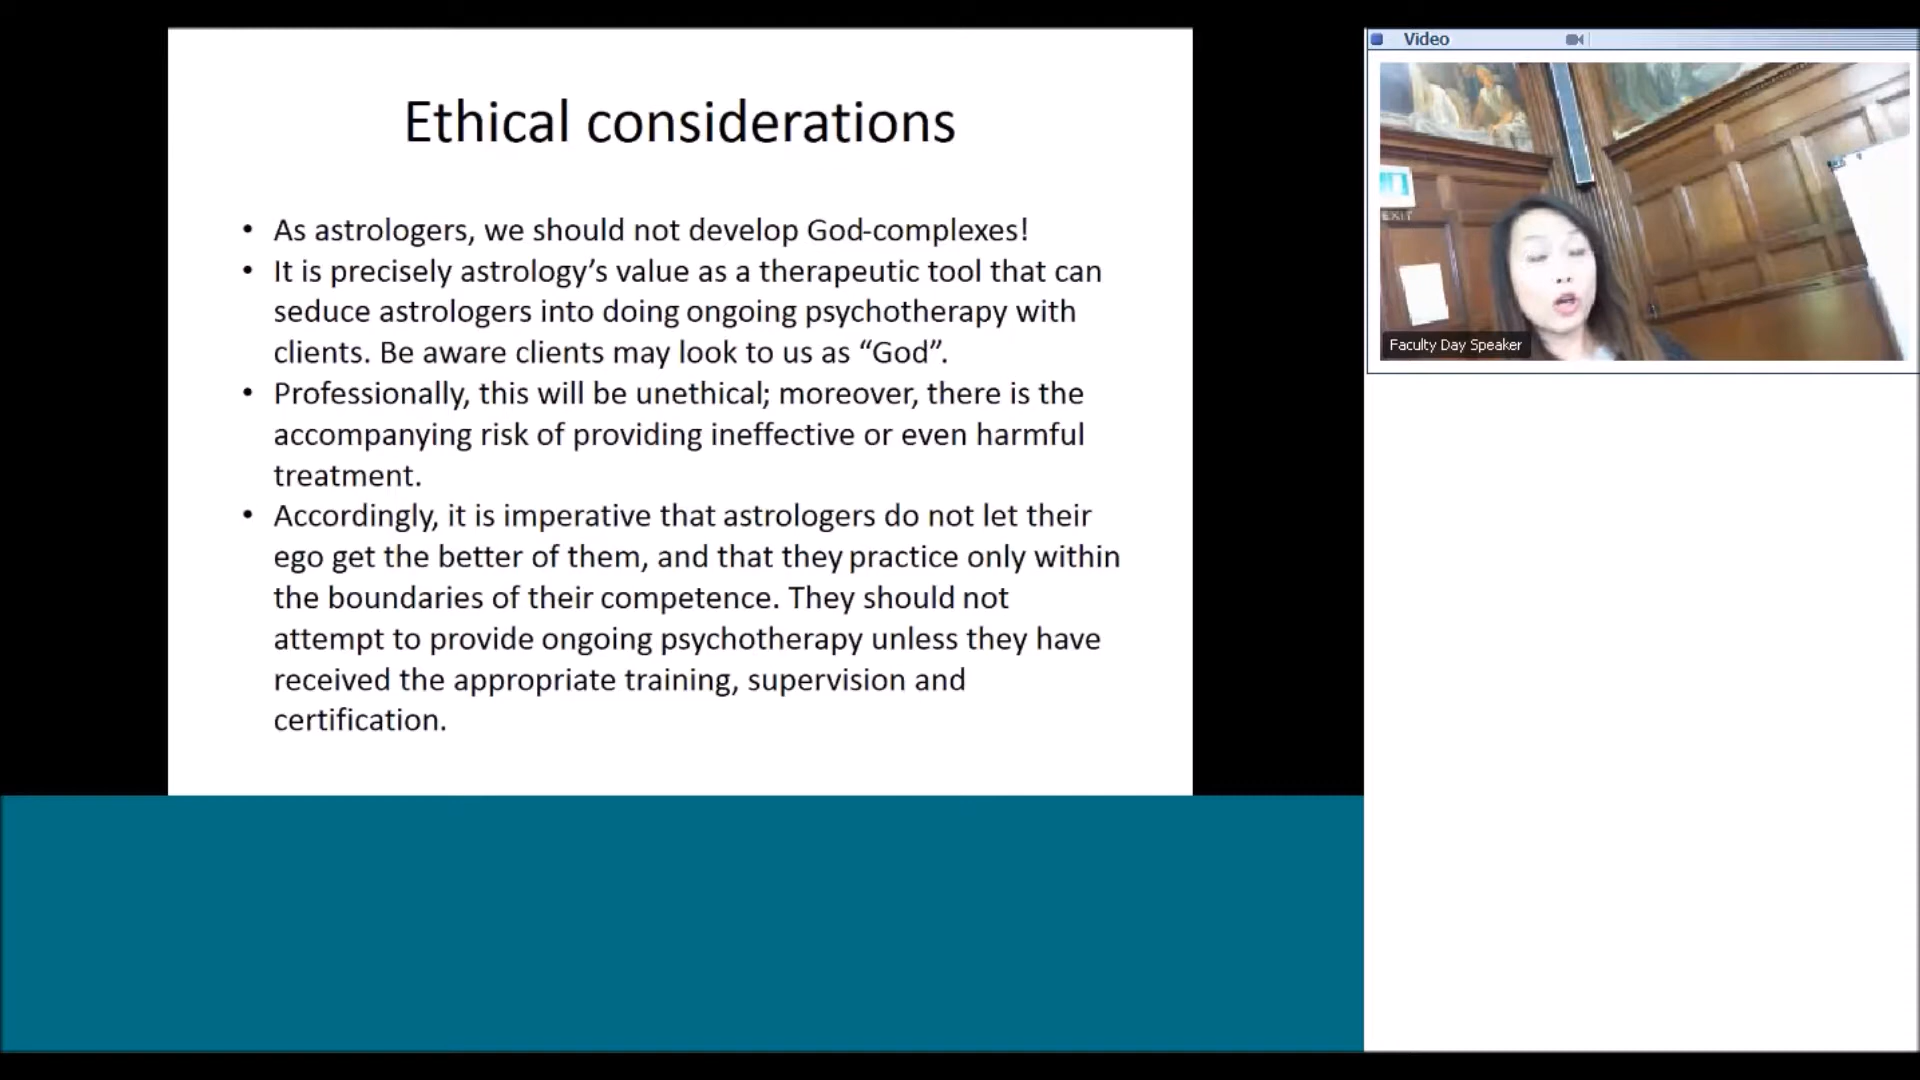 Ethical considerations
• As astrologers, we should not develop God-complexes!
• It is precisely astrology’s value as a therapeutic tool that can
seduce astrologers into doing ongoing psychotherapy with
clients. Be aware clients may look to us as “God”.
• Professionally, this will be unethical; moreover, there is the
accompanying risk of providing ineffective or even harmful
treatment.
• Accordingly, it is imperative that astrologers do not let their
ego get the better of them, and that they practice only within
the boundaries of their competence. They should not
attempt to provide ongoing psychotherapy unless they have
received the appropriate training, supervision and
certification.
Video
EXIT
Faculty Day Speaker